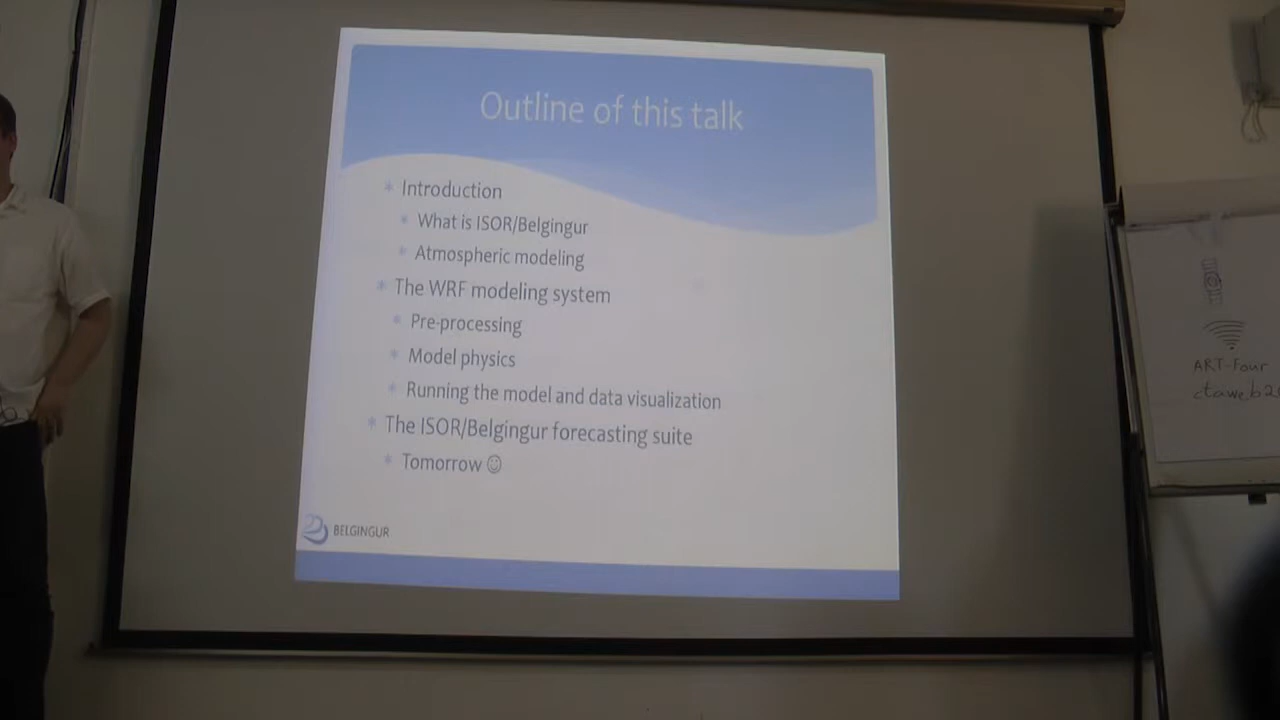 Outline of this talk
Introduction
What is ISOR/Belgingur
Atmospheric modeling
The WRF modeling system
Pre-processing
Model physics
Running the model and data visualization
The ISOR/Belgingur forecasting suite
Tomorrow ☺
BELGINGUR
ART-Four